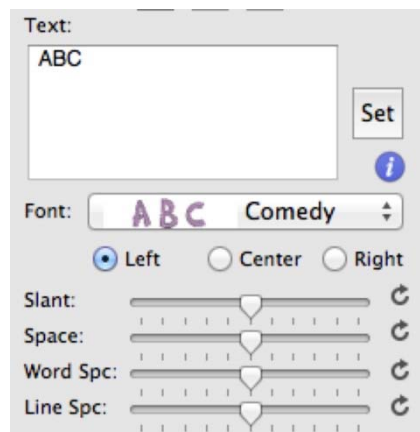 Text:
ABC
Set
i
Font: ABC Comedy
Left Center Right
Slant:
Space:
Word Spc:
Line Spc: